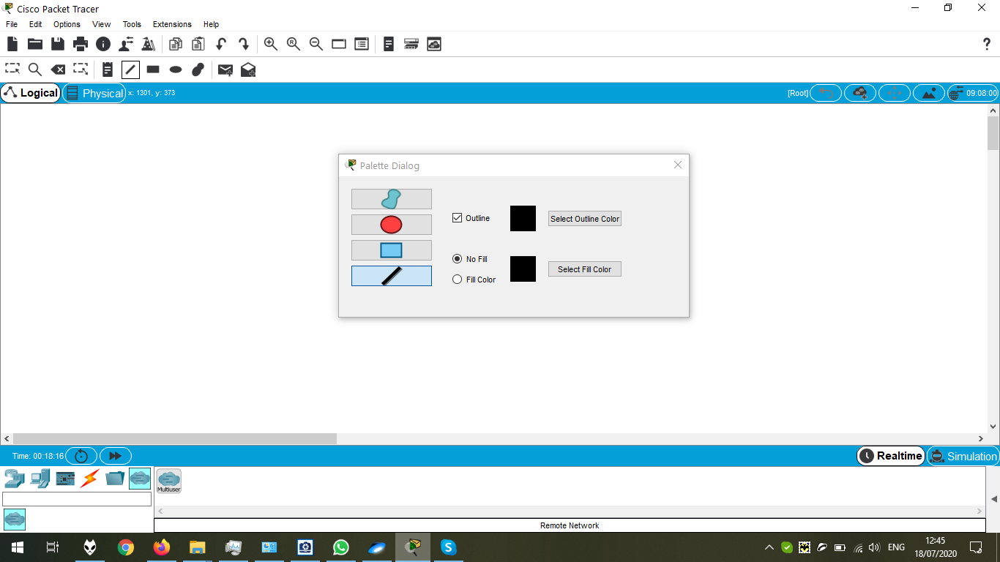 Cisco Packet Tracer
File Edit Options View Tools Extensions Help
R
?
Logical Physical x: 1301, y: 373 [Root] 09:08:00
Palette Dialog
Outline Select Outline Color
No Fill
Select Fill Color
Fill Color
Time: 00:18:16 Realtime Simulation
Multiuser
Remote Network
ENG 12:45
18/07/2020